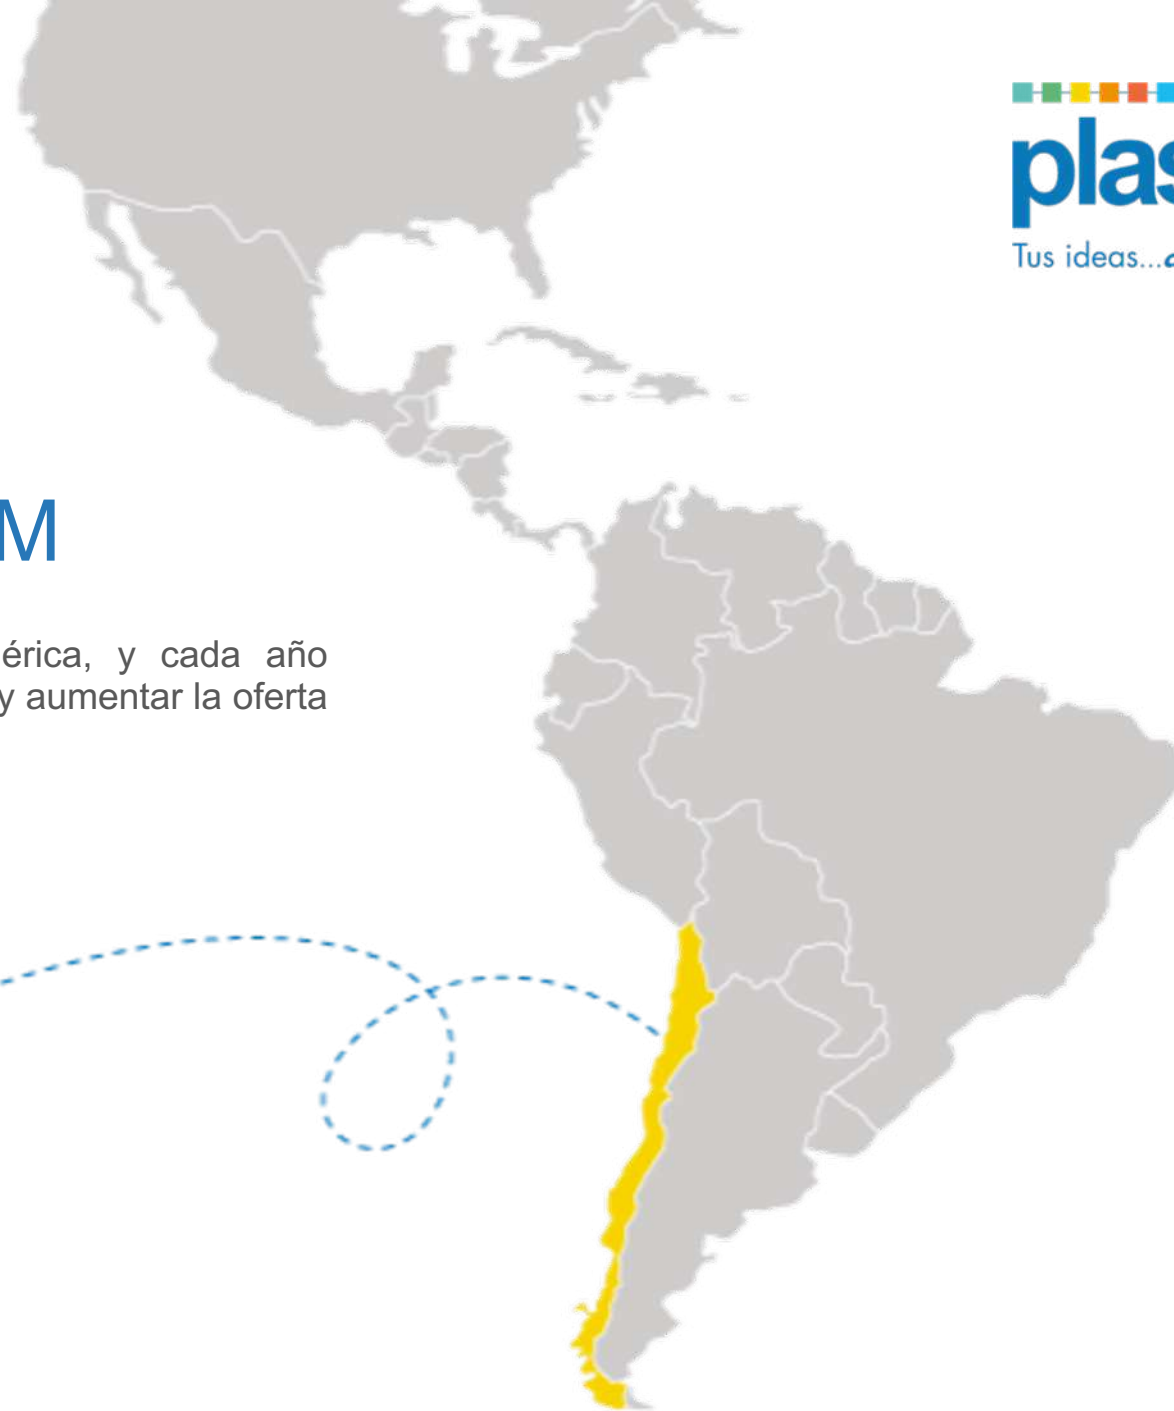 plas
Tus ideas...
M
érica, y cada año
y aumentar la oferta